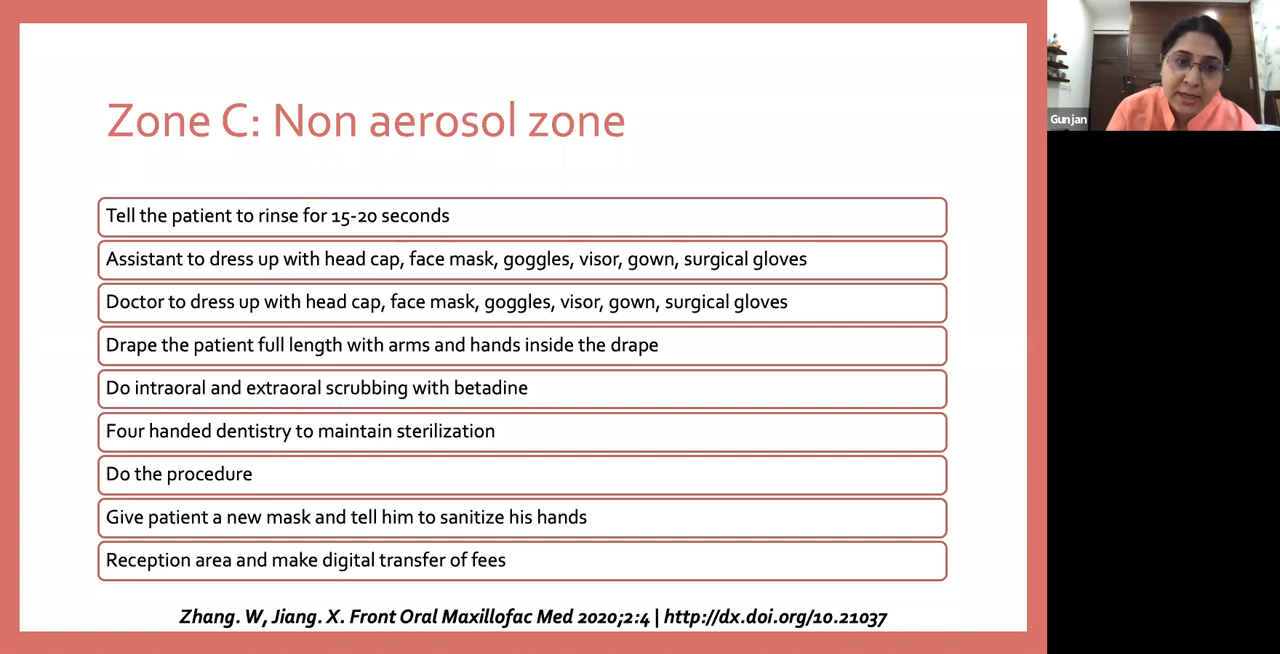 Zone C: Non aerosol zone
Tell the patient to rinse for 15-20 seconds
Assistant to dress up with head cap, face mask, goggles, visor, gown, surgical gloves
Doctor to dress up with head cap, face mask, goggles, visor, gown, surgical gloves
Drape the patient full length with arms and hands inside the drape
Do intraoral and extraoral scrubbing with betadine
Four handed dentistry to maintain sterilization
Do the procedure
Give patient a new mask and tell him to sanitize his hands
Reception area and make digital transfer of fees
Zhang. W, Jiang. X. Front Oral Maxillofac Med 2020;2:4 | http://dx.doi.org/10.21037
Gunjan